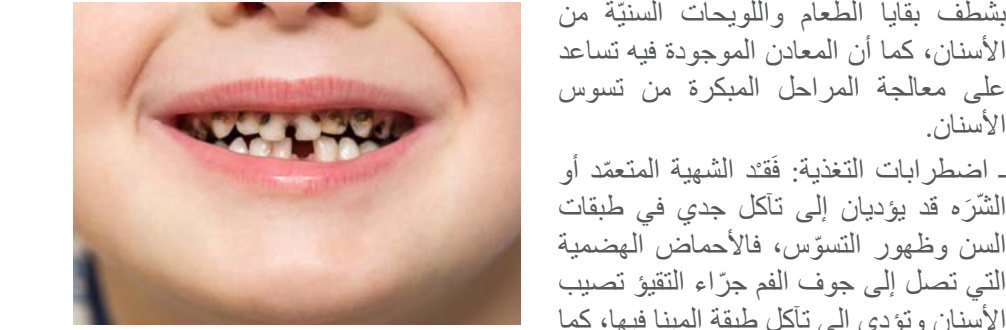 بشطف بقايا الطعام واللويحات السنيّة من
الأسنان، كما أن المعادن الموجودة فيه تساعد
على معالجة المراحل المبكرة من تسوس
الأسنان.
ـ اضطرابات التغذية: فَقْد الشهية المتعمّد أو
الشّرَه قد يؤديان إلى تآكل جدي في طبقات
السن وظهور التسوّس، فالأحماض الهضمية
التي تصل إلى جوف الفم جرّاء التقيؤ تصيب
الأسنان وتؤدي إلى تآكل طبقة المينا فيها، كما